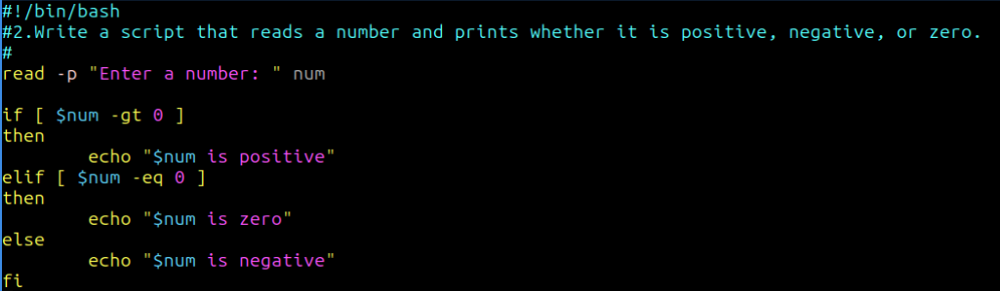 #!/bin/bash
#2.Write a script that reads a number and prints whether it is positive, negative, or zero.
#
read -p "Enter a number: " num
if [ $num -gt 0 ]
then
echo "$num is positive"
elif [ $num -eq 0 ]
then
echo "$num is zero"
else
echo "$num is negative"
fi